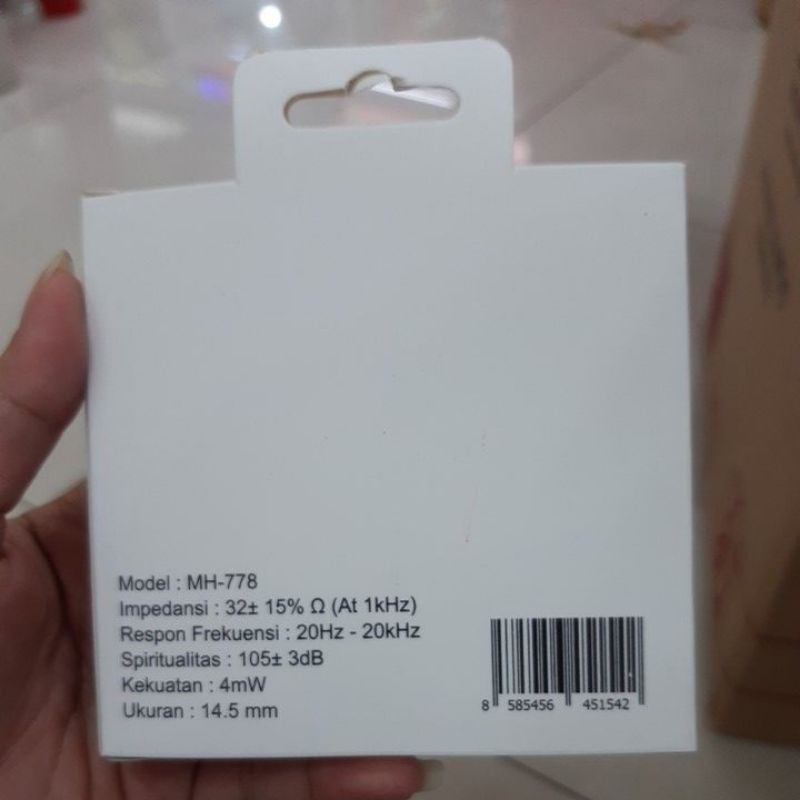 Model : MH-778
Impedansi : 32± 15% Ω (At 1kHz)
Respon Frekuensi : 20Hz - 20kHz
Spiritualitas : 105± 3dB
Kekuatan : 4mW
Ukuran : 14.5 mm
8 585456 451542